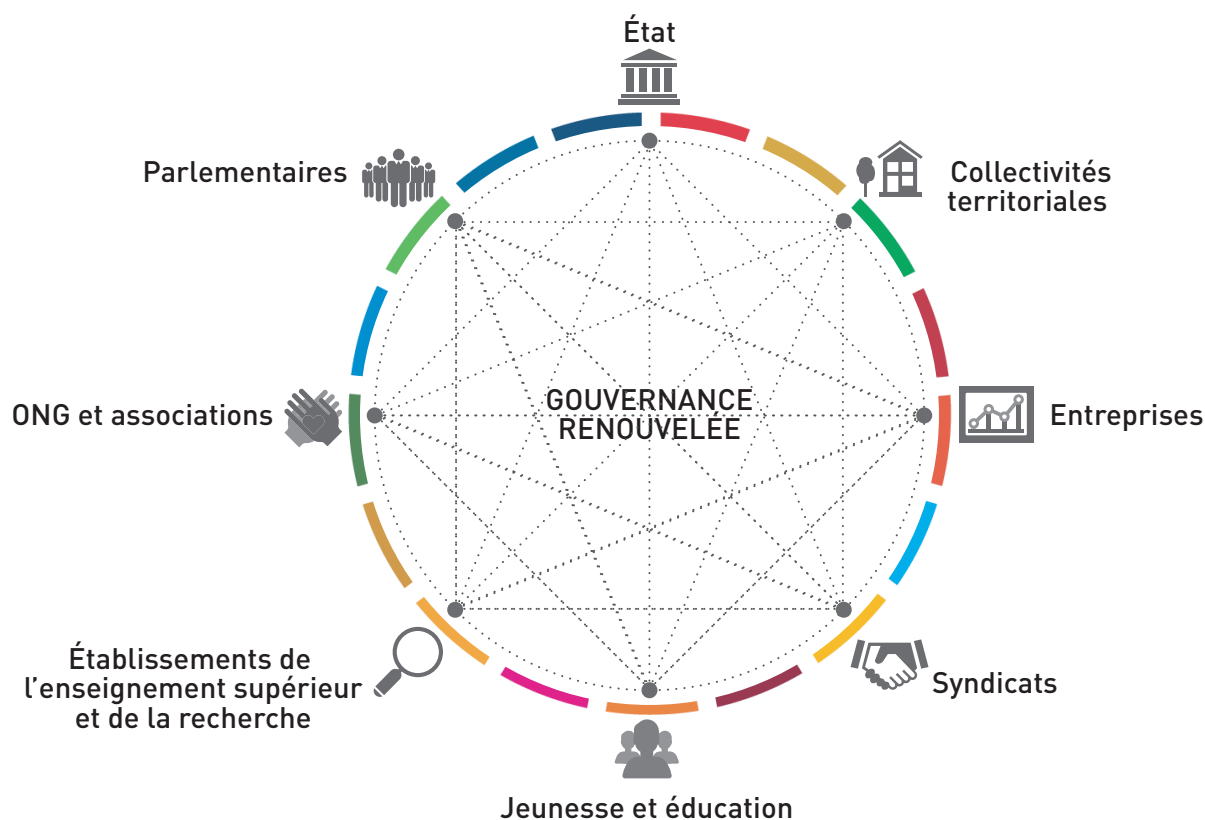 État
Parlementaires
Collectivités
territoriales
ONG et associations
GOUVERNANCE
RENOUVELÉE
Entreprises
Établissements de
l’enseignement supérieur
et de la recherche
Syndicats
Jeunesse et éducation